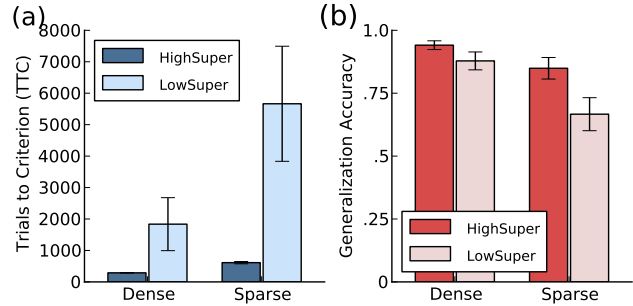 (a)
Trials to Criterion (TTC)
8000
7000
6000
5000
4000
3000
2000
1000
0
HighSuper
LowSuper
Dense
Sparse
(b)
Generalization Accuracy
1.0
.75
.5
.25
0
HighSuper
LowSuper
Dense
Sparse